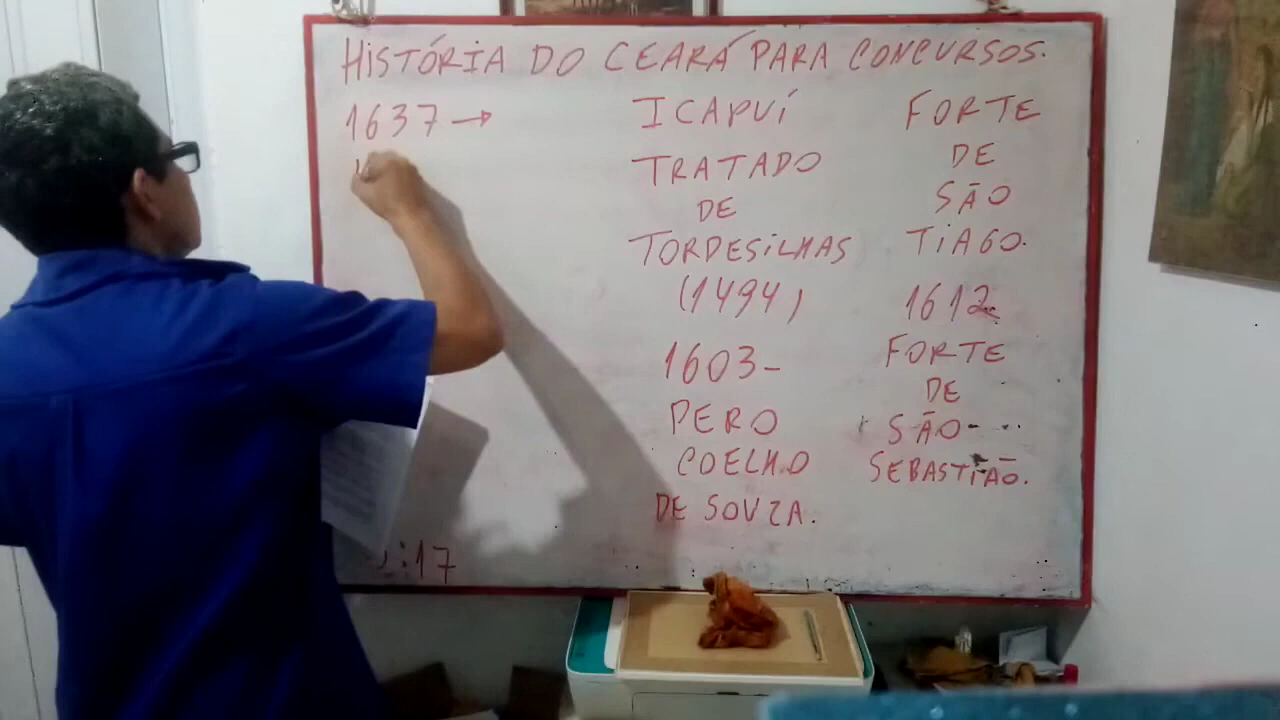 HISTÓRIA DO CEARÁ PARA CONCURSOS.
1637 →
ICAPUÍ
TRATADO
DE
TORDESILHAS
(1494)
1603-
PERO
COELHO
DE SOUZA.
FORTE
DE
SÃO
TIAGO.
1612
FORTE
DE
SÃO
SEBASTIÃO.
:17